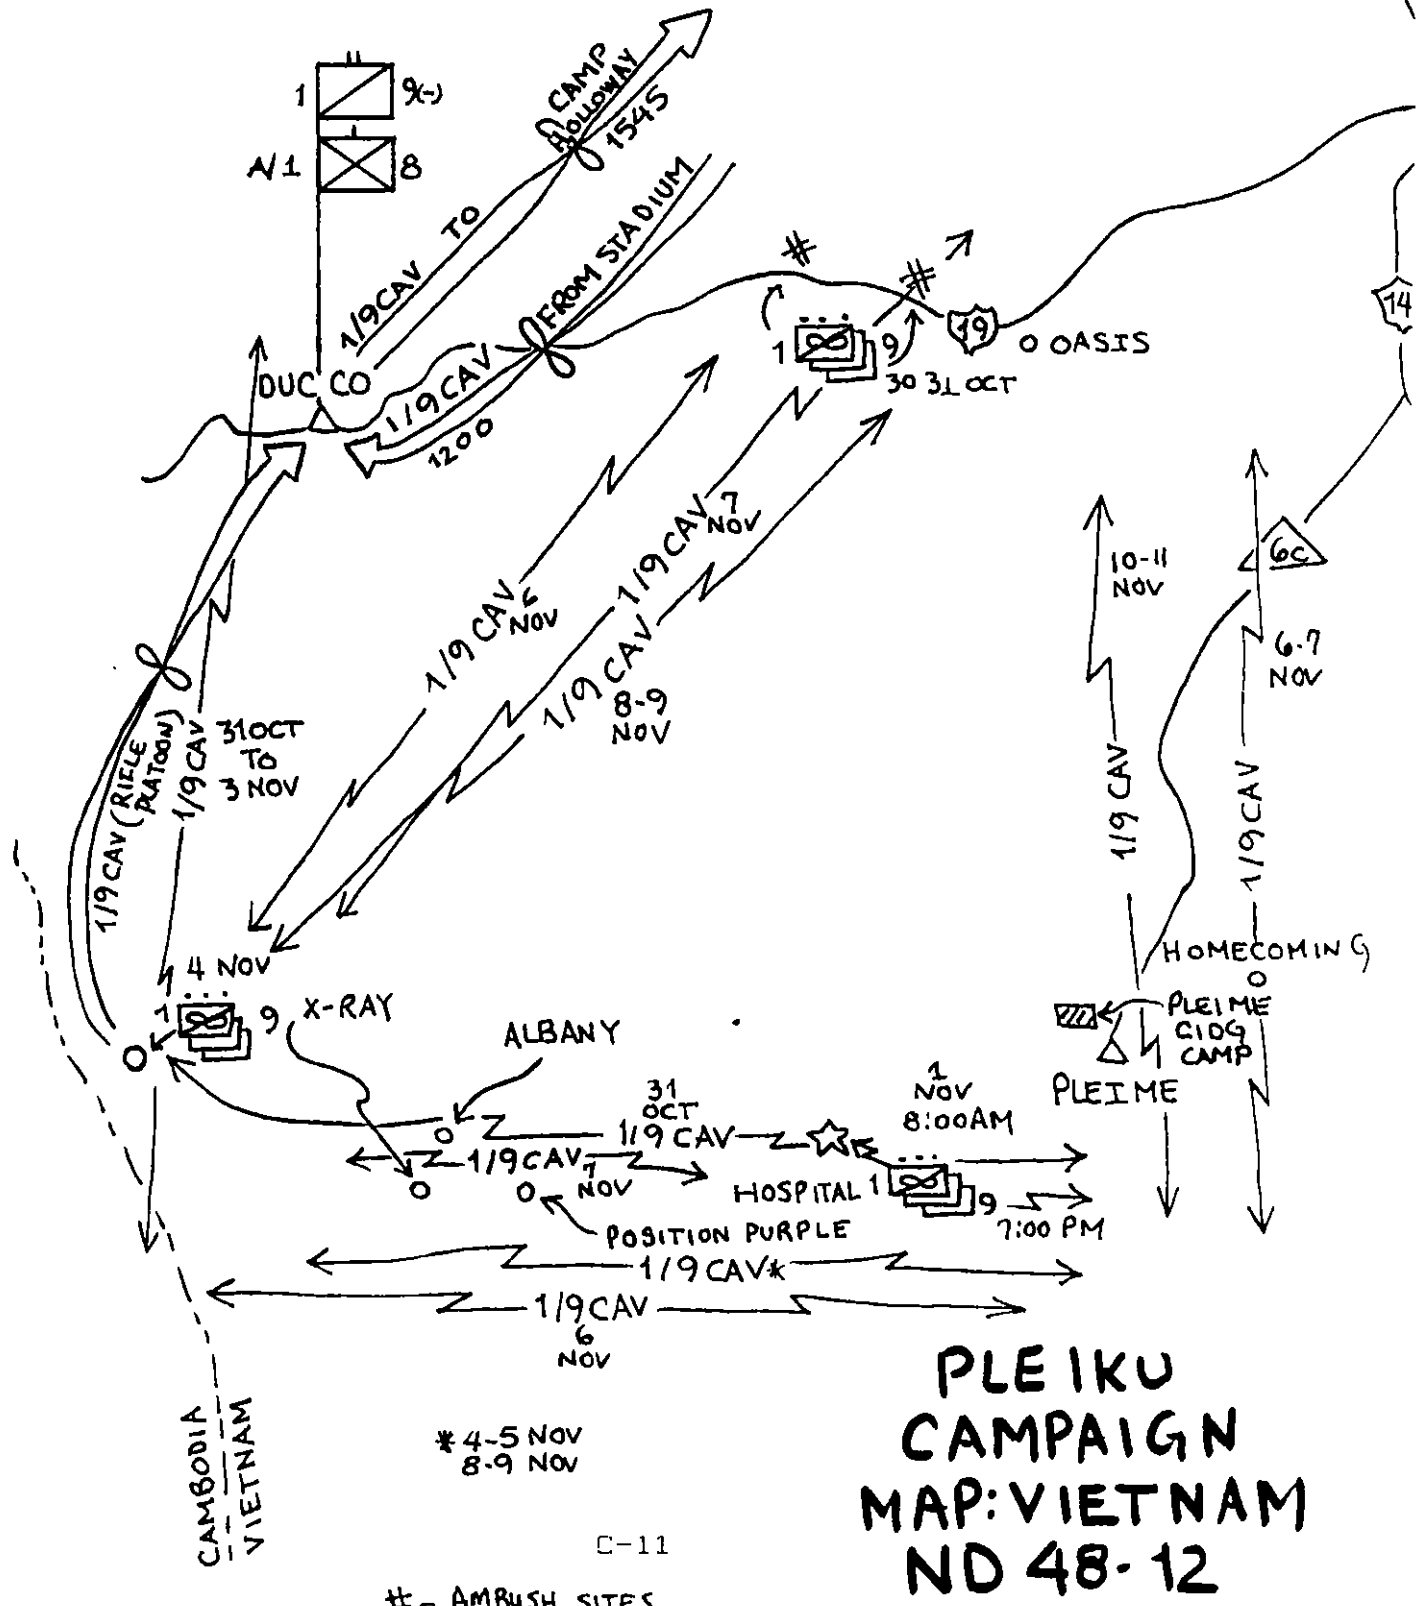 1 9(-)
A/1 8
CAMP
HOLLOWAY
1545
1/9 CAV TO
FROM STADIUM
1/9 CAV
1200
DUC CO
#
#
1 9
30 31 OCT
19
O OASIS
14
6C
1/9 CAV 6
NOV
1/9 CAV 7
NOV
1/9 CAV
8-9
NOV
10-11
NOV
1/9 CAV
6-7
NOV
1/9 CAV
1/9 CAV (RIFLE
PLATOON)
1/9 CAV
31 OCT
TO
3 NOV
4 NOV
1 9
X-RAY
ALBANY
HOMECOMING
PLEIME
CIDG
CAMP
PLEIME
31
OCT
1/9 CAV
1/9 CAV 7
NOV
1
NOV
8:00AM
HOSPITAL 1 9
7:00 PM
POSITION PURPLE
1/9 CAV*
1/9 CAV
6
NOV
CAMBODIA
VIETNAM
* 4-5 NOV
8-9 NOV
PLEIKU
CAMPAIGN
MAP: VIETNAM
ND 48-12
C-11
# - AMBUSH SITES